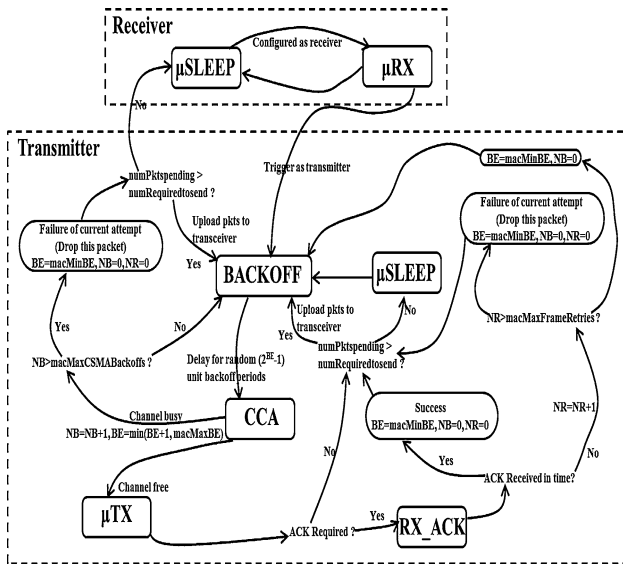 Receiver
μSLEEP
Configured as receiver
μRX
No
Transmitter
numPktspending >
numRequiredtosend ?
Trigger as transmitter
BE=macMinBE, NB=0
Failure of current attempt
(Drop this packet)
BE=macMinBE, NB=0,NR=0
Upload pkts to
transceiver
Yes
Failure of current attempt
(Drop this packet)
BE=macMinBE, NB=0,NR=0
BACKOFF
μSLEEP
Yes
No
Upload pkts to
transceiver
Yes
No
NR>macMaxFrameRetries ?
NB>macMaxCSMABackoffs ?
Delay for random (2^BE-1)
unit backoff periods
numPktspending >
numRequiredtosend ?
Channel busy
NB=NB+1, BE=min(BE+1, macMaxBE)
CCA
Success
BE=macMinBE, NB=0, NR=0
NR=NR+1
No
Yes
No
ACK Received in time?
Channel free
μTX
ACK Required ?
Yes
RX_ACK